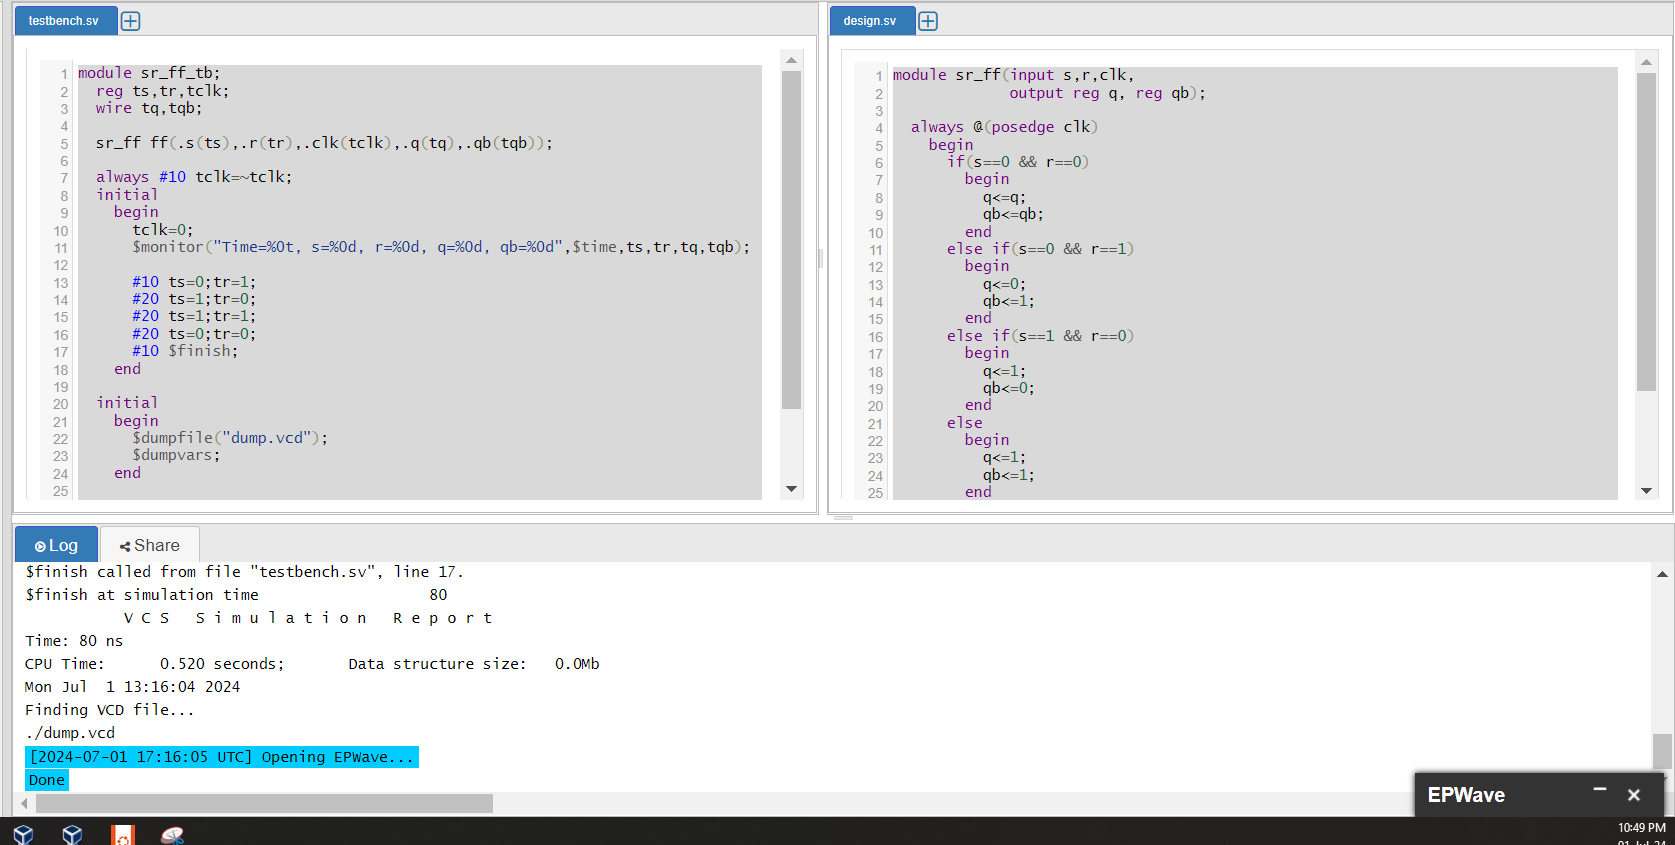 testbench.sv
1 module sr_ff_tb;
2 reg ts,tr,tclk;
3 wire tq,tqb;
4
5 sr_ff ff(.s(ts),.r(tr),.clk(tclk),.q(tq),.qb(tqb));
6
7 always #10 tclk=~tclk;
8 initial
9 begin
10 tclk=0;
11 $monitor("Time=%0t, s=%0d, r=%0d, q=%0d, qb=%0d",$time,ts,tr,tq,tqb);
12
13 #10 ts=0;tr=1;
14 #20 ts=1;tr=0;
15 #20 ts=1;tr=1;
16 #20 ts=0;tr=0;
17 #10 $finish;
18 end
19
20 initial
21 begin
22 $dumpfile("dump.vcd");
23 $dumpvars;
24 end
25
design.sv
1 module sr_ff(input s,r,clk,
2 output reg q, reg qb);
3
4 always @(posedge clk)
5 begin
6 if(s==0 && r==0)
7 begin
8 q<=q;
9 qb<=qb;
10 end
11 else if(s==0 && r==1)
12 begin
13 q<=0;
14 qb<=1;
15 end
16 else if(s==1 && r==0)
17 begin
18 q<=1;
19 qb<=0;
20 end
21 else
22 begin
23 q<=1;
24 qb<=1;
25 end
Log
Share
$finish called from file "testbench.sv", line 17.
$finish at simulation time 80
V C S S i m u l a t i o n R e p o r t
Time: 80 ns
CPU Time: 0.520 seconds; Data structure size: 0.0Mb
Mon Jul 1 13:16:04 2024
Finding VCD file...
./dump.vcd
[2024-07-01 17:16:05 UTC] Opening EPWave...
Done
EPWave
10:49 PM